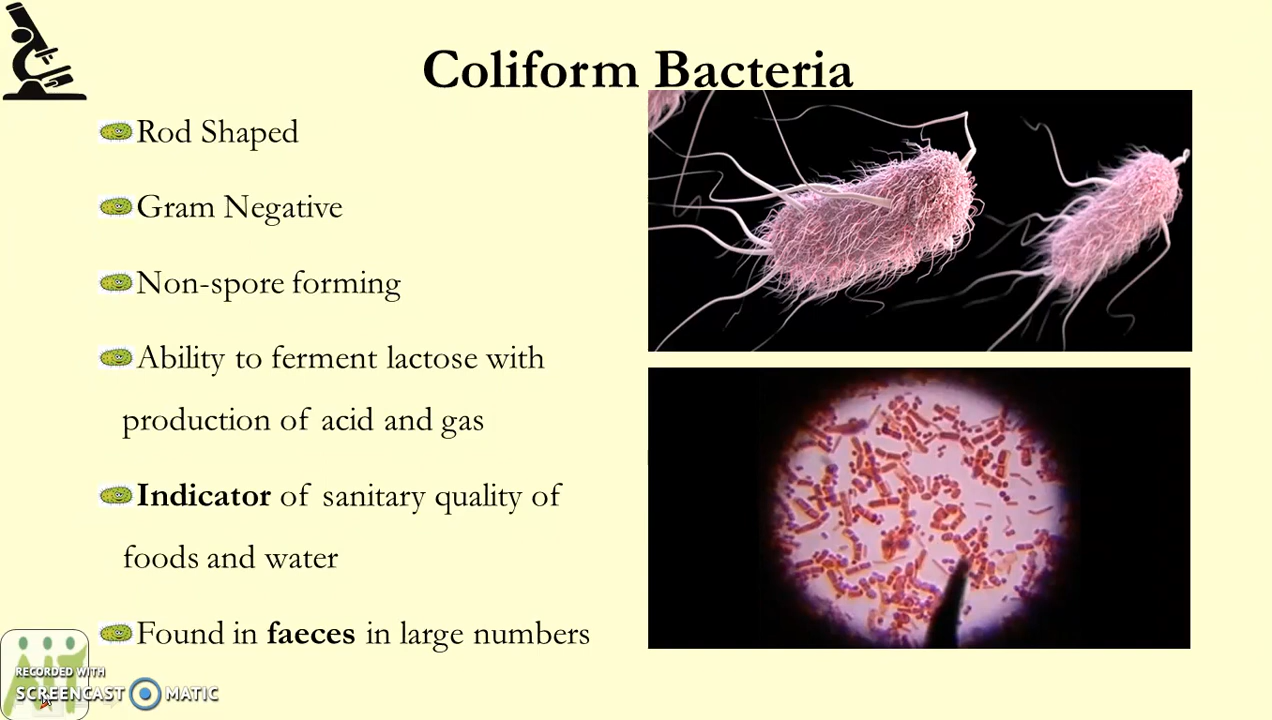 Coliform Bacteria
Rod Shaped
Gram Negative
Non-spore forming
Ability to ferment lactose with
production of acid and gas
Indicator of sanitary quality of
foods and water
Found in faeces in large numbers
RECORDED WITH
SCREENCAST MATIC